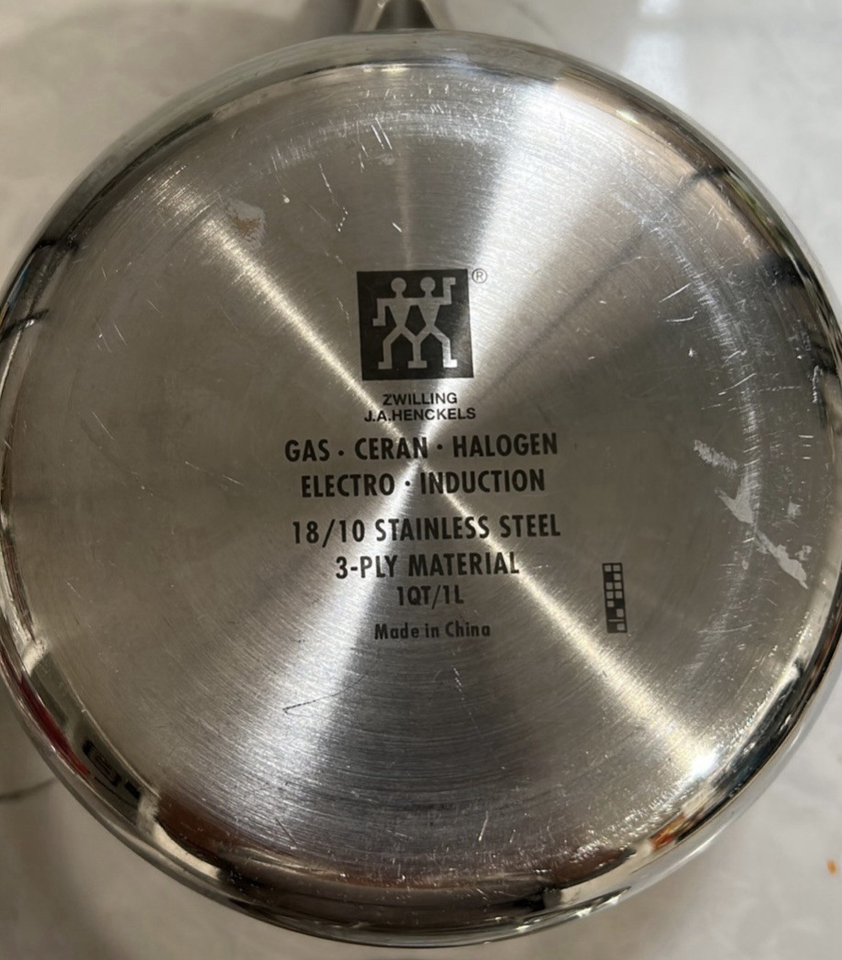 ®
ZWILLING
J.A.HENCKELS
GAS · CERAN · HALOGEN
ELECTRO · INDUCTION
18/10 STAINLESS STEEL
3-PLY MATERIAL
1QT/1L
Made in China